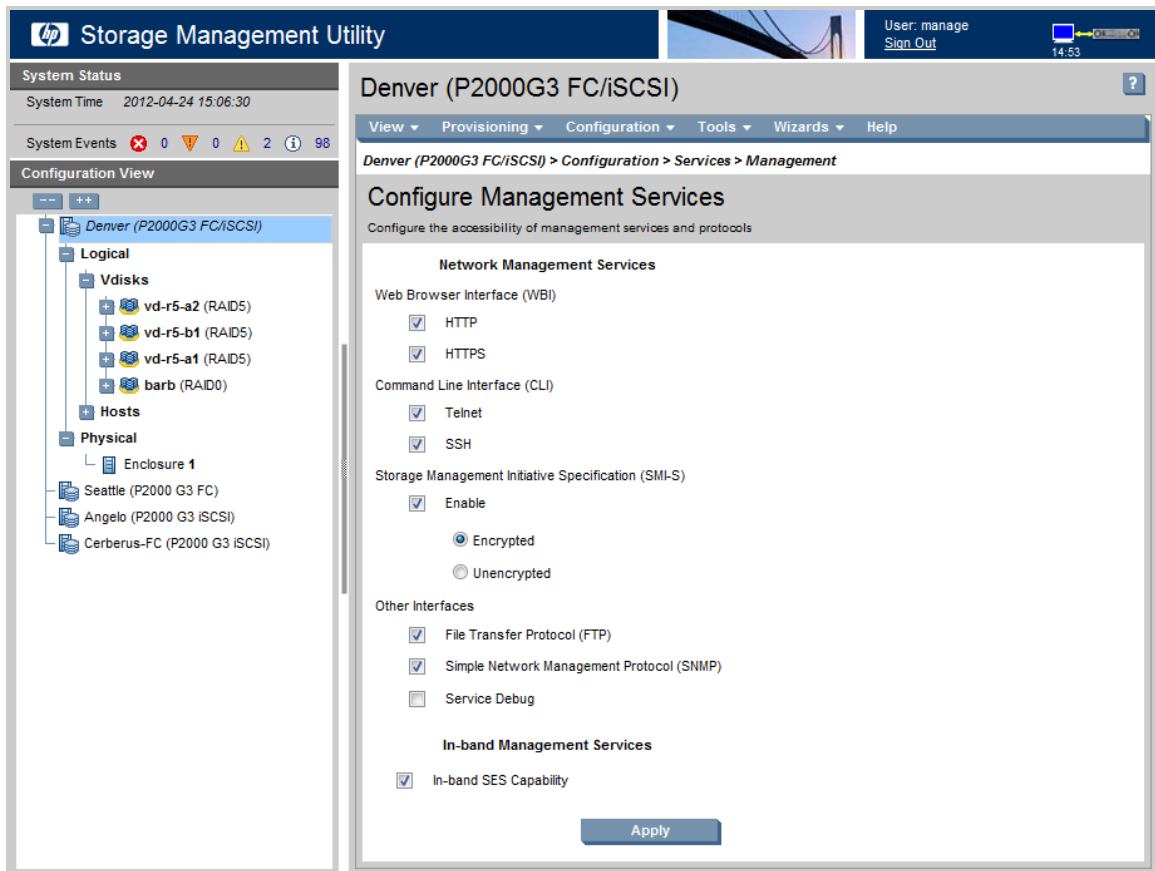 hp Storage Management Utility
User: manage
Sign Out
14:53
System Status
System Time 2012-04-24 15:06:30
System Events 0 0 2 98
Configuration View
-- ++
Denver (P2000G3 FC/iSCSI)
Logical
Vdisks
vd-r5-a2 (RAID5)
vd-r5-b1 (RAID5)
vd-r5-a1 (RAID5)
barb (RAID0)
Hosts
Physical
Enclosure 1
Seattle (P2000 G3 FC)
Angelo (P2000 G3 iSCSI)
Cerberus-FC (P2000 G3 iSCSI)
Denver (P2000G3 FC/iSCSI)
?
View Provisioning Configuration Tools Wizards Help
Denver (P2000G3 FC/iSCSI) > Configuration > Services > Management
Configure Management Services
Configure the accessibility of management services and protocols
Network Management Services
Web Browser Interface (WBI)
HTTP
HTTPS
Command Line Interface (CLI)
Telnet
SSH
Storage Management Initiative Specification (SMI-S)
Enable
Encrypted
Unencrypted
Other Interfaces
File Transfer Protocol (FTP)
Simple Network Management Protocol (SNMP)
Service Debug
In-band Management Services
In-band SES Capability
Apply